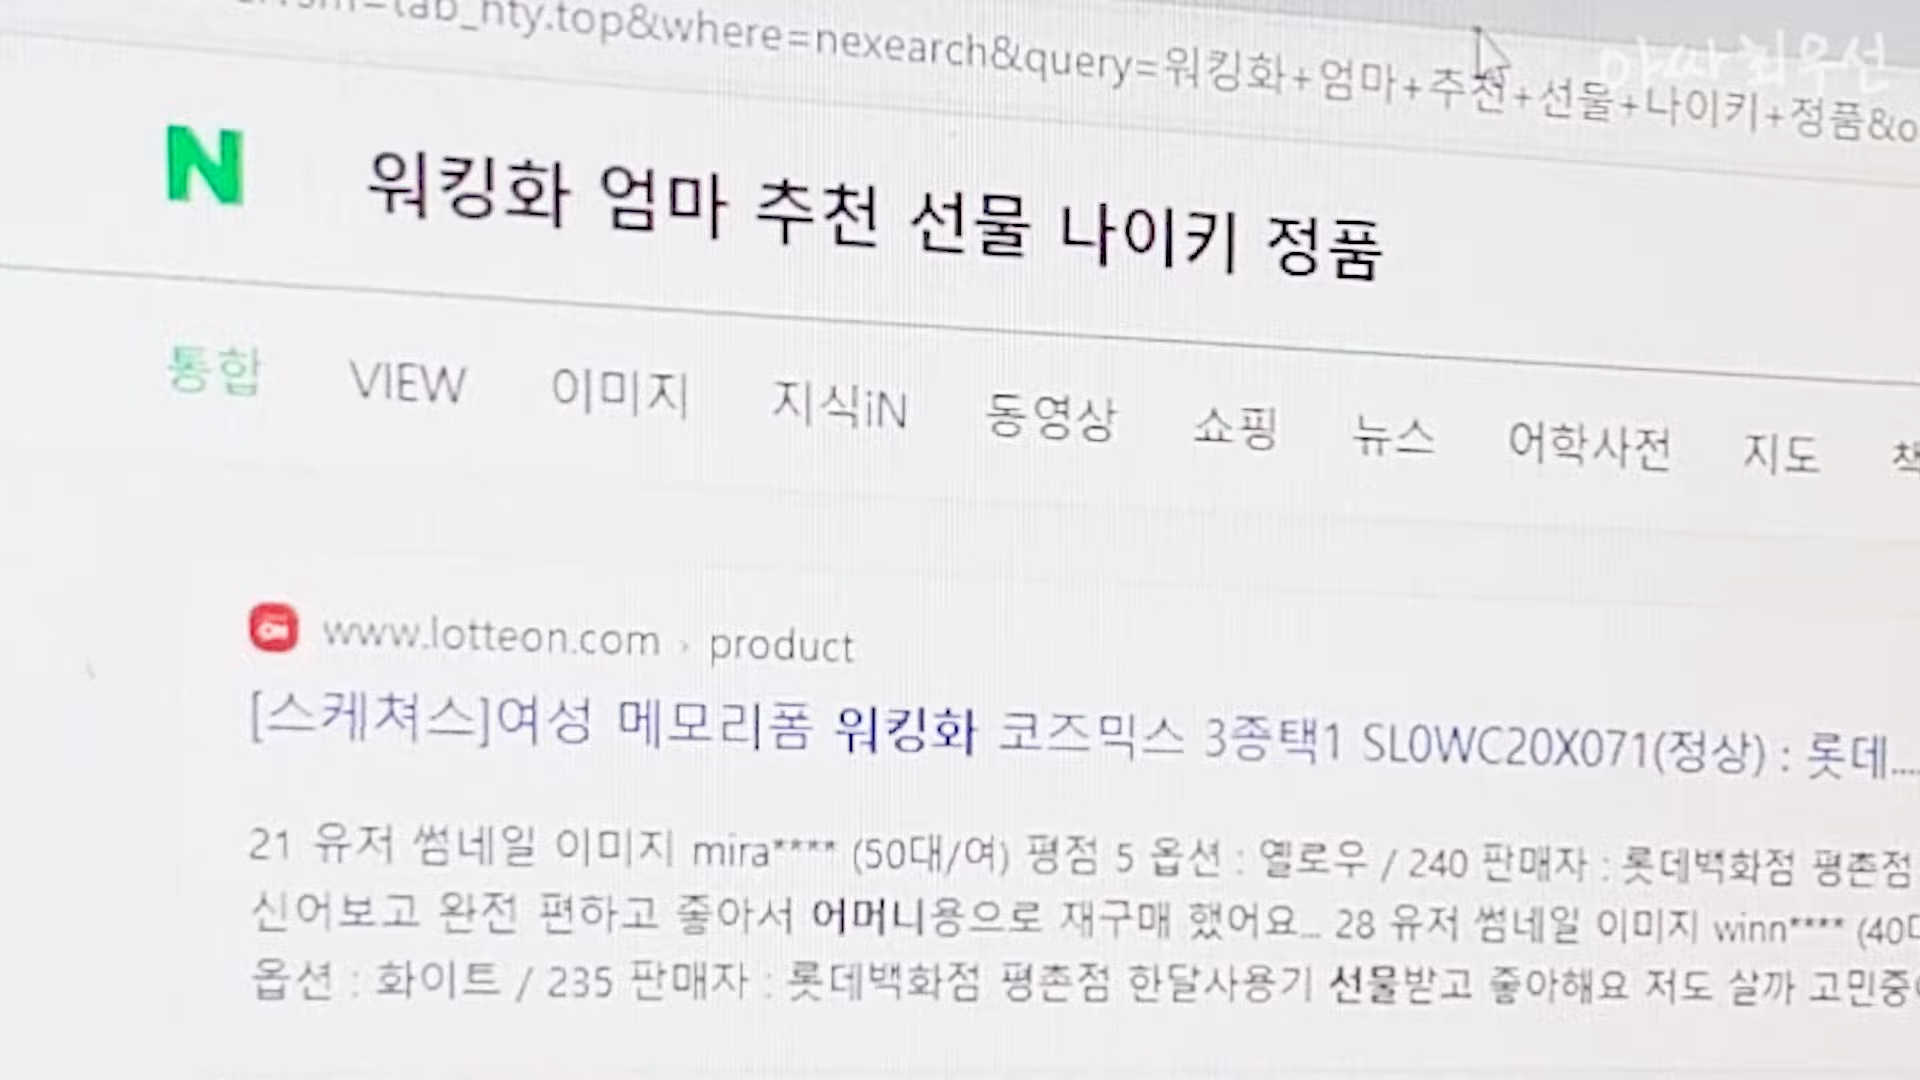 tab_nty.top&where=nexearch&query=워킹화+엄마+추천+선물+나이키+정품&o
아싸최우선
N 워킹화 엄마 추천 선물 나이키 정품
통합 VIEW 이미지 지식iN 동영상 쇼핑 뉴스 어학사전 지도 책
www.lotteon.com › product
[스케쳐스]여성 메모리폼 워킹화 코즈믹스 3종택1 SL0WC20X071(정상) : 롯데...
21 유저 썸네일 이미지 mira**** (50대/여) 평점 5 옵션 : 옐로우 / 240 판매자 : 롯데백화점 평촌점
신어보고 완전 편하고 좋아서 어머니용으로 재구매 했어요... 28 유저 썸네일 이미지 winn**** (40대
옵션 : 화이트 / 235 판매자 : 롯데백화점 평촌점 한달사용기 선물받고 좋아해요 저도 살까 고민중